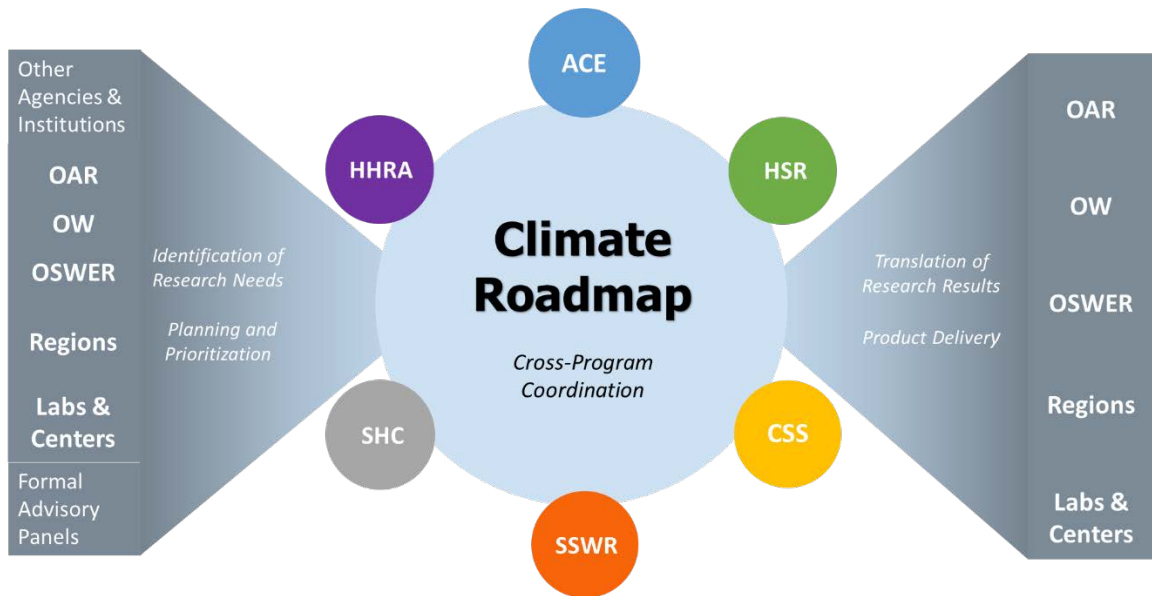 Other
Agencies &
Institutions
OAR
OW
OSWER
Regions
Labs &
Centers
Formal
Advisory
Panels
Identification of
Research Needs
Planning and
Prioritization
ACE
HHRA
HSR
Climate
Roadmap
Cross-Program
Coordination
SHC
CSS
SSWR
Translation of
Research Results
Product Delivery
OAR
OW
OSWER
Regions
Labs &
Centers